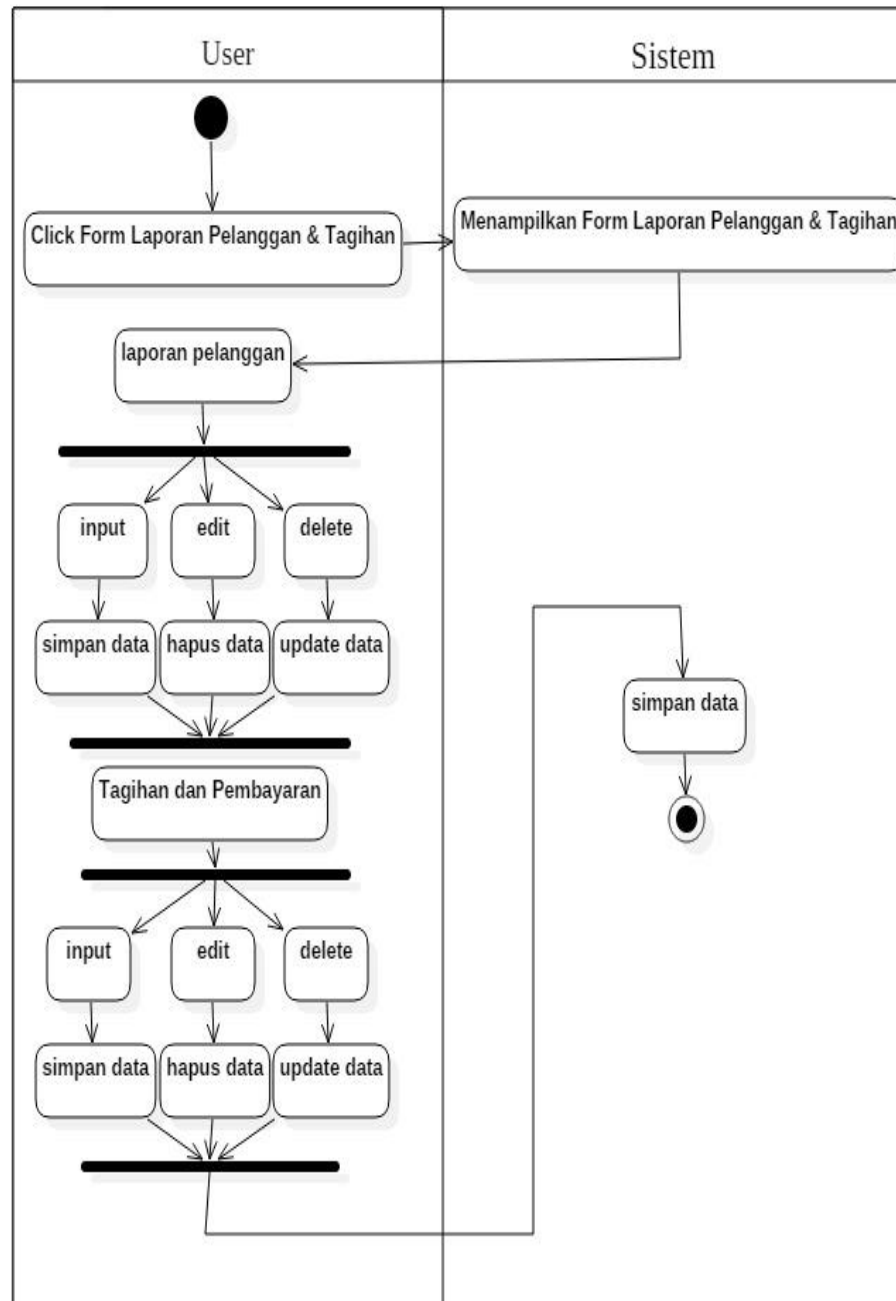 User
Sistem
Click Form Laporan Pelanggan & Tagihan
Menampilkan Form Laporan Pelanggan & Tagihan
laporan pelanggan
input
edit
delete
simpan data
hapus data
update data
simpan data
Tagihan dan Pembayaran
input
edit
delete
simpan data
hapus data
update data